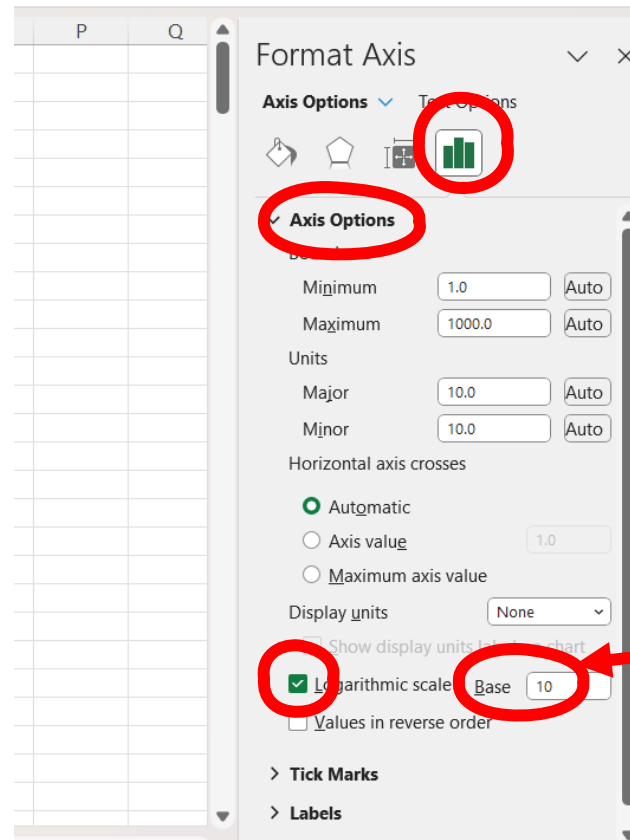 P Q
Format Axis
Axis Options Text Options
Axis Options
Minimum 1.0 Auto
Maximum 1000.0 Auto
Units
Major 10.0 Auto
Minor 10.0 Auto
Horizontal axis crosses
Automatic
Axis value 1.0
Maximum axis value
Display units None
Show display units label on chart
Logarithmic scale Base 10
Values in reverse order
Tick Marks
Labels